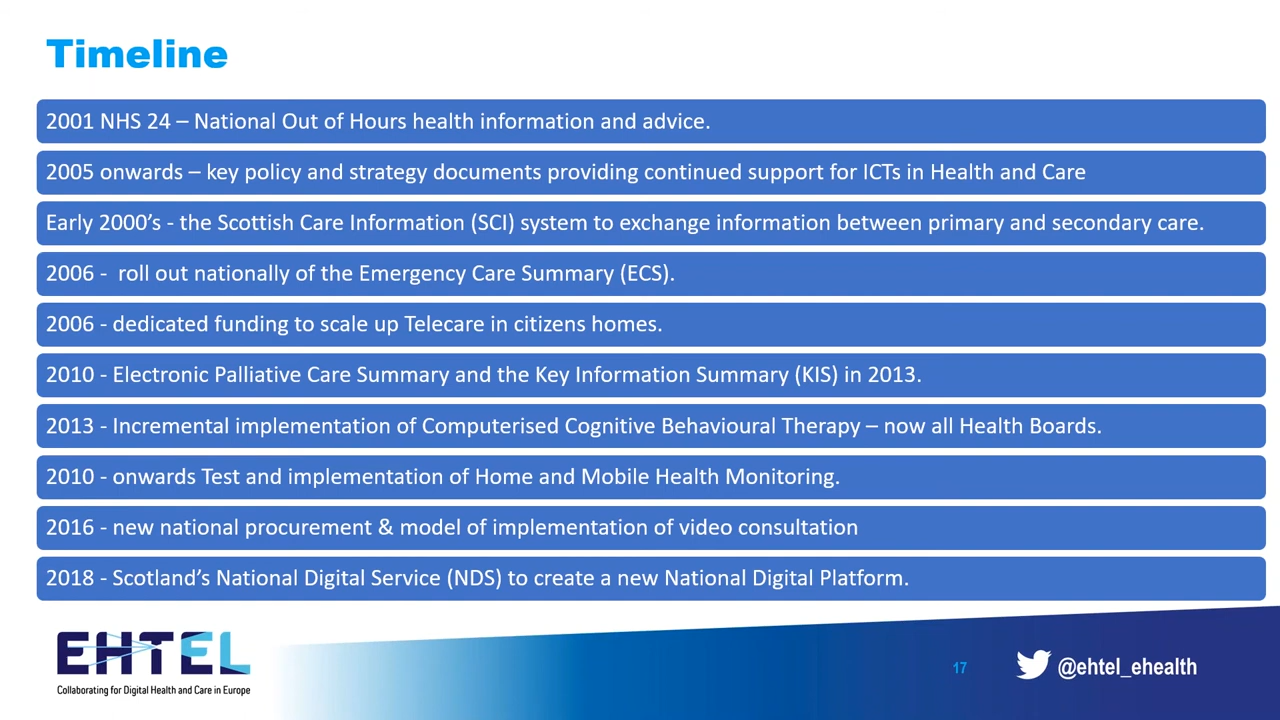 Timeline
2001 NHS 24 – National Out of Hours health information and advice.
2005 onwards – key policy and strategy documents providing continued support for ICTs in Health and Care
Early 2000’s - the Scottish Care Information (SCI) system to exchange information between primary and secondary care.
2006 -  roll out nationally of the Emergency Care Summary (ECS).
2006 - dedicated funding to scale up Telecare in citizens homes.
2010 - Electronic Palliative Care Summary and the Key Information Summary (KIS) in 2013.
2013 - Incremental implementation of Computerised Cognitive Behavioural Therapy – now all Health Boards.
2010 - onwards Test and implementation of Home and Mobile Health Monitoring.
2016 - new national procurement & model of implementation of video consultation
2018 - Scotland’s National Digital Service (NDS) to create a new National Digital Platform.
EHTEL
Collaborating for Digital Health and Care in Europe
17
@ehtel_ehealth